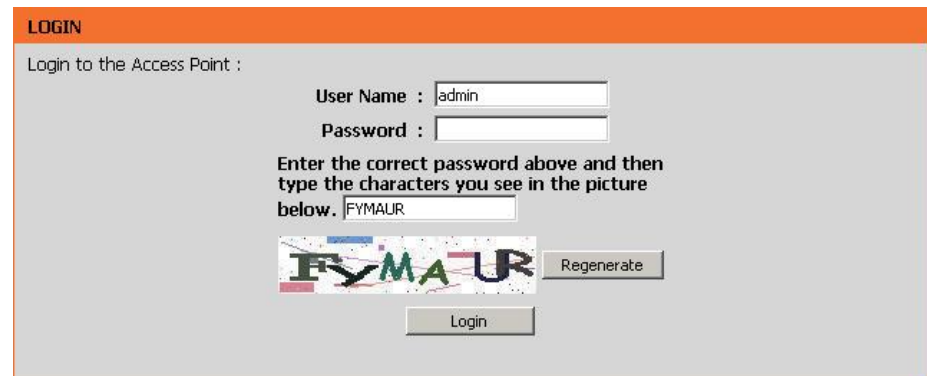 LOGIN
Login to the Access Point :
User Name : admin
Password :
Enter the correct password above and then
type the characters you see in the picture
below. FYMAUR
FyMAUR Regenerate
Login